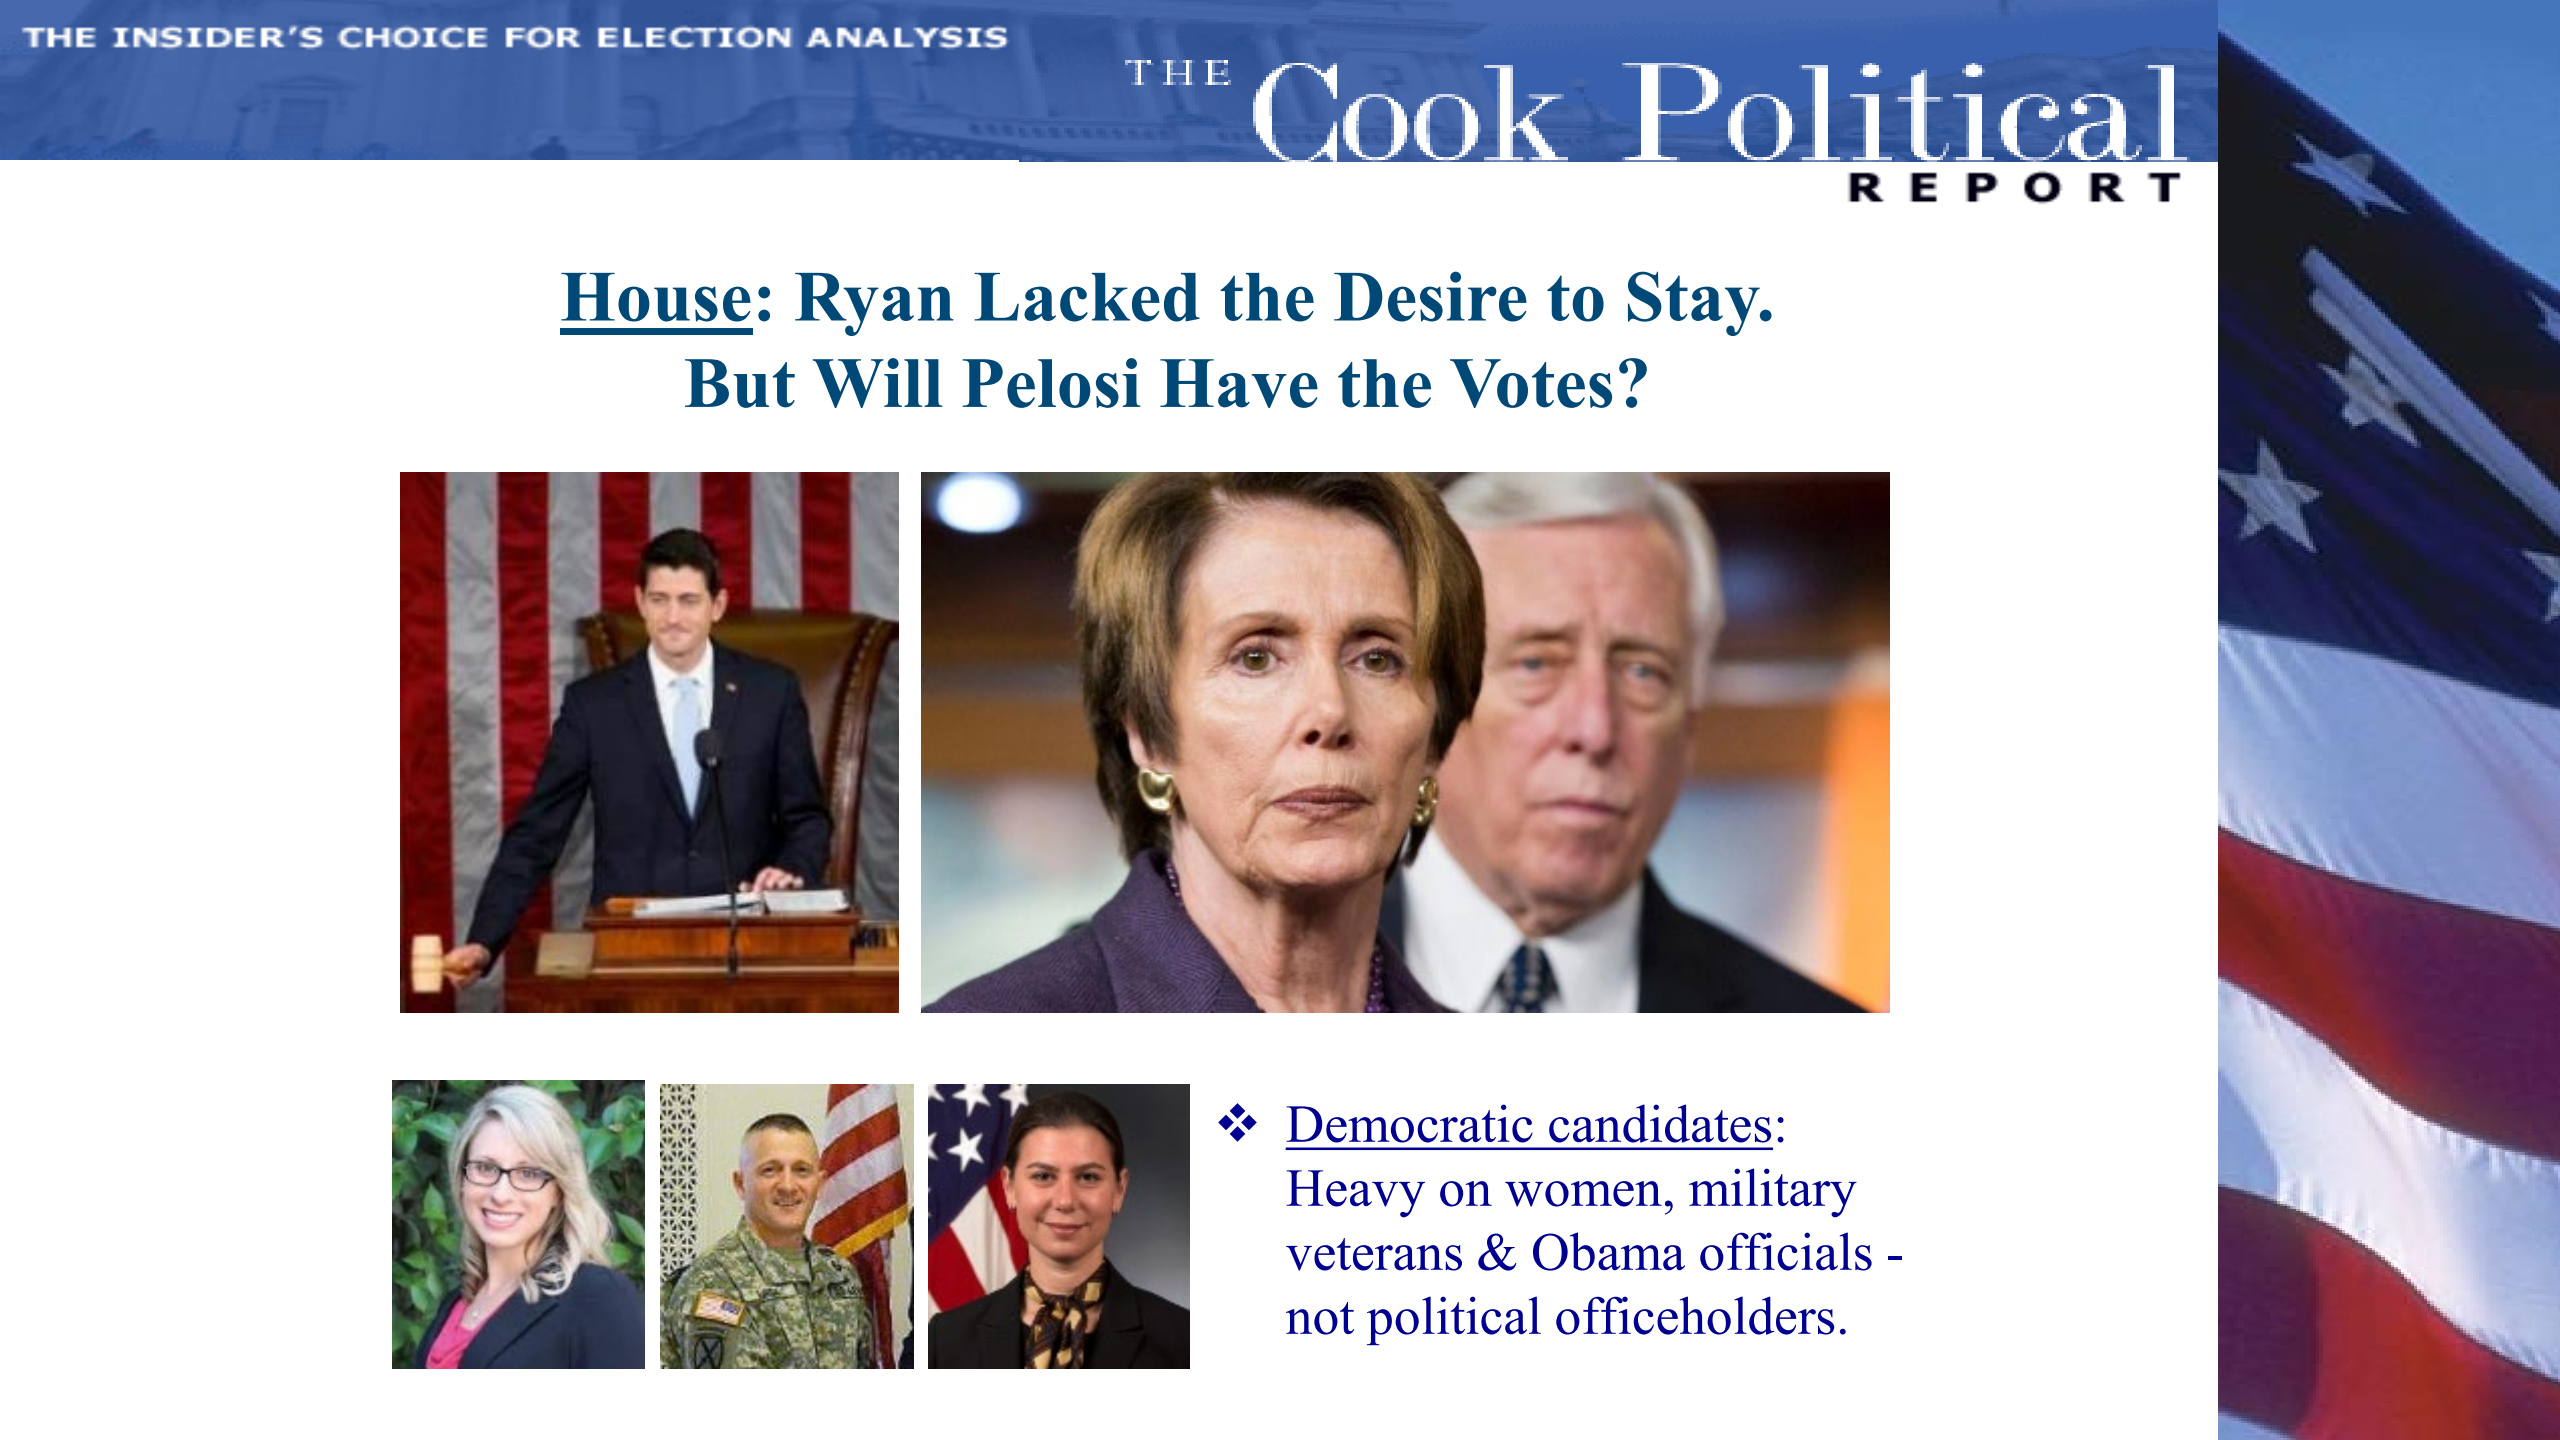 THE INSIDER'S CHOICE FOR ELECTION ANALYSIS
THE Cook Political
REPORT
House: Ryan Lacked the Desire to Stay.
But Will Pelosi Have the Votes?
❖ Democratic candidates:
Heavy on women, military
veterans & Obama officials -
not political officeholders.